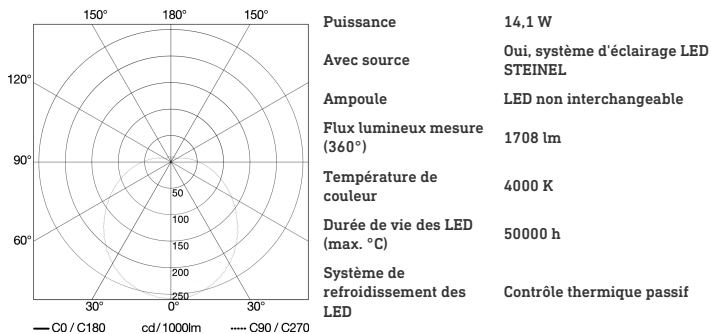 150° 180° 150°
120°
90°
60°
50
100
150
200
250
30° 0° 30°
C0 / C180 cd/1000lm C90 / C270
Puissance 14,1 W
Avec source Oui, système d'éclairage LED
STEINEL
Ampoule LED non interchangeable
Flux lumineux mesure
(360°) 1708 lm
Température de
couleur 4000 K
Durée de vie des LED
(max. °C) 50000 h
Système de
refroidissement des
LED Contrôle thermique passif